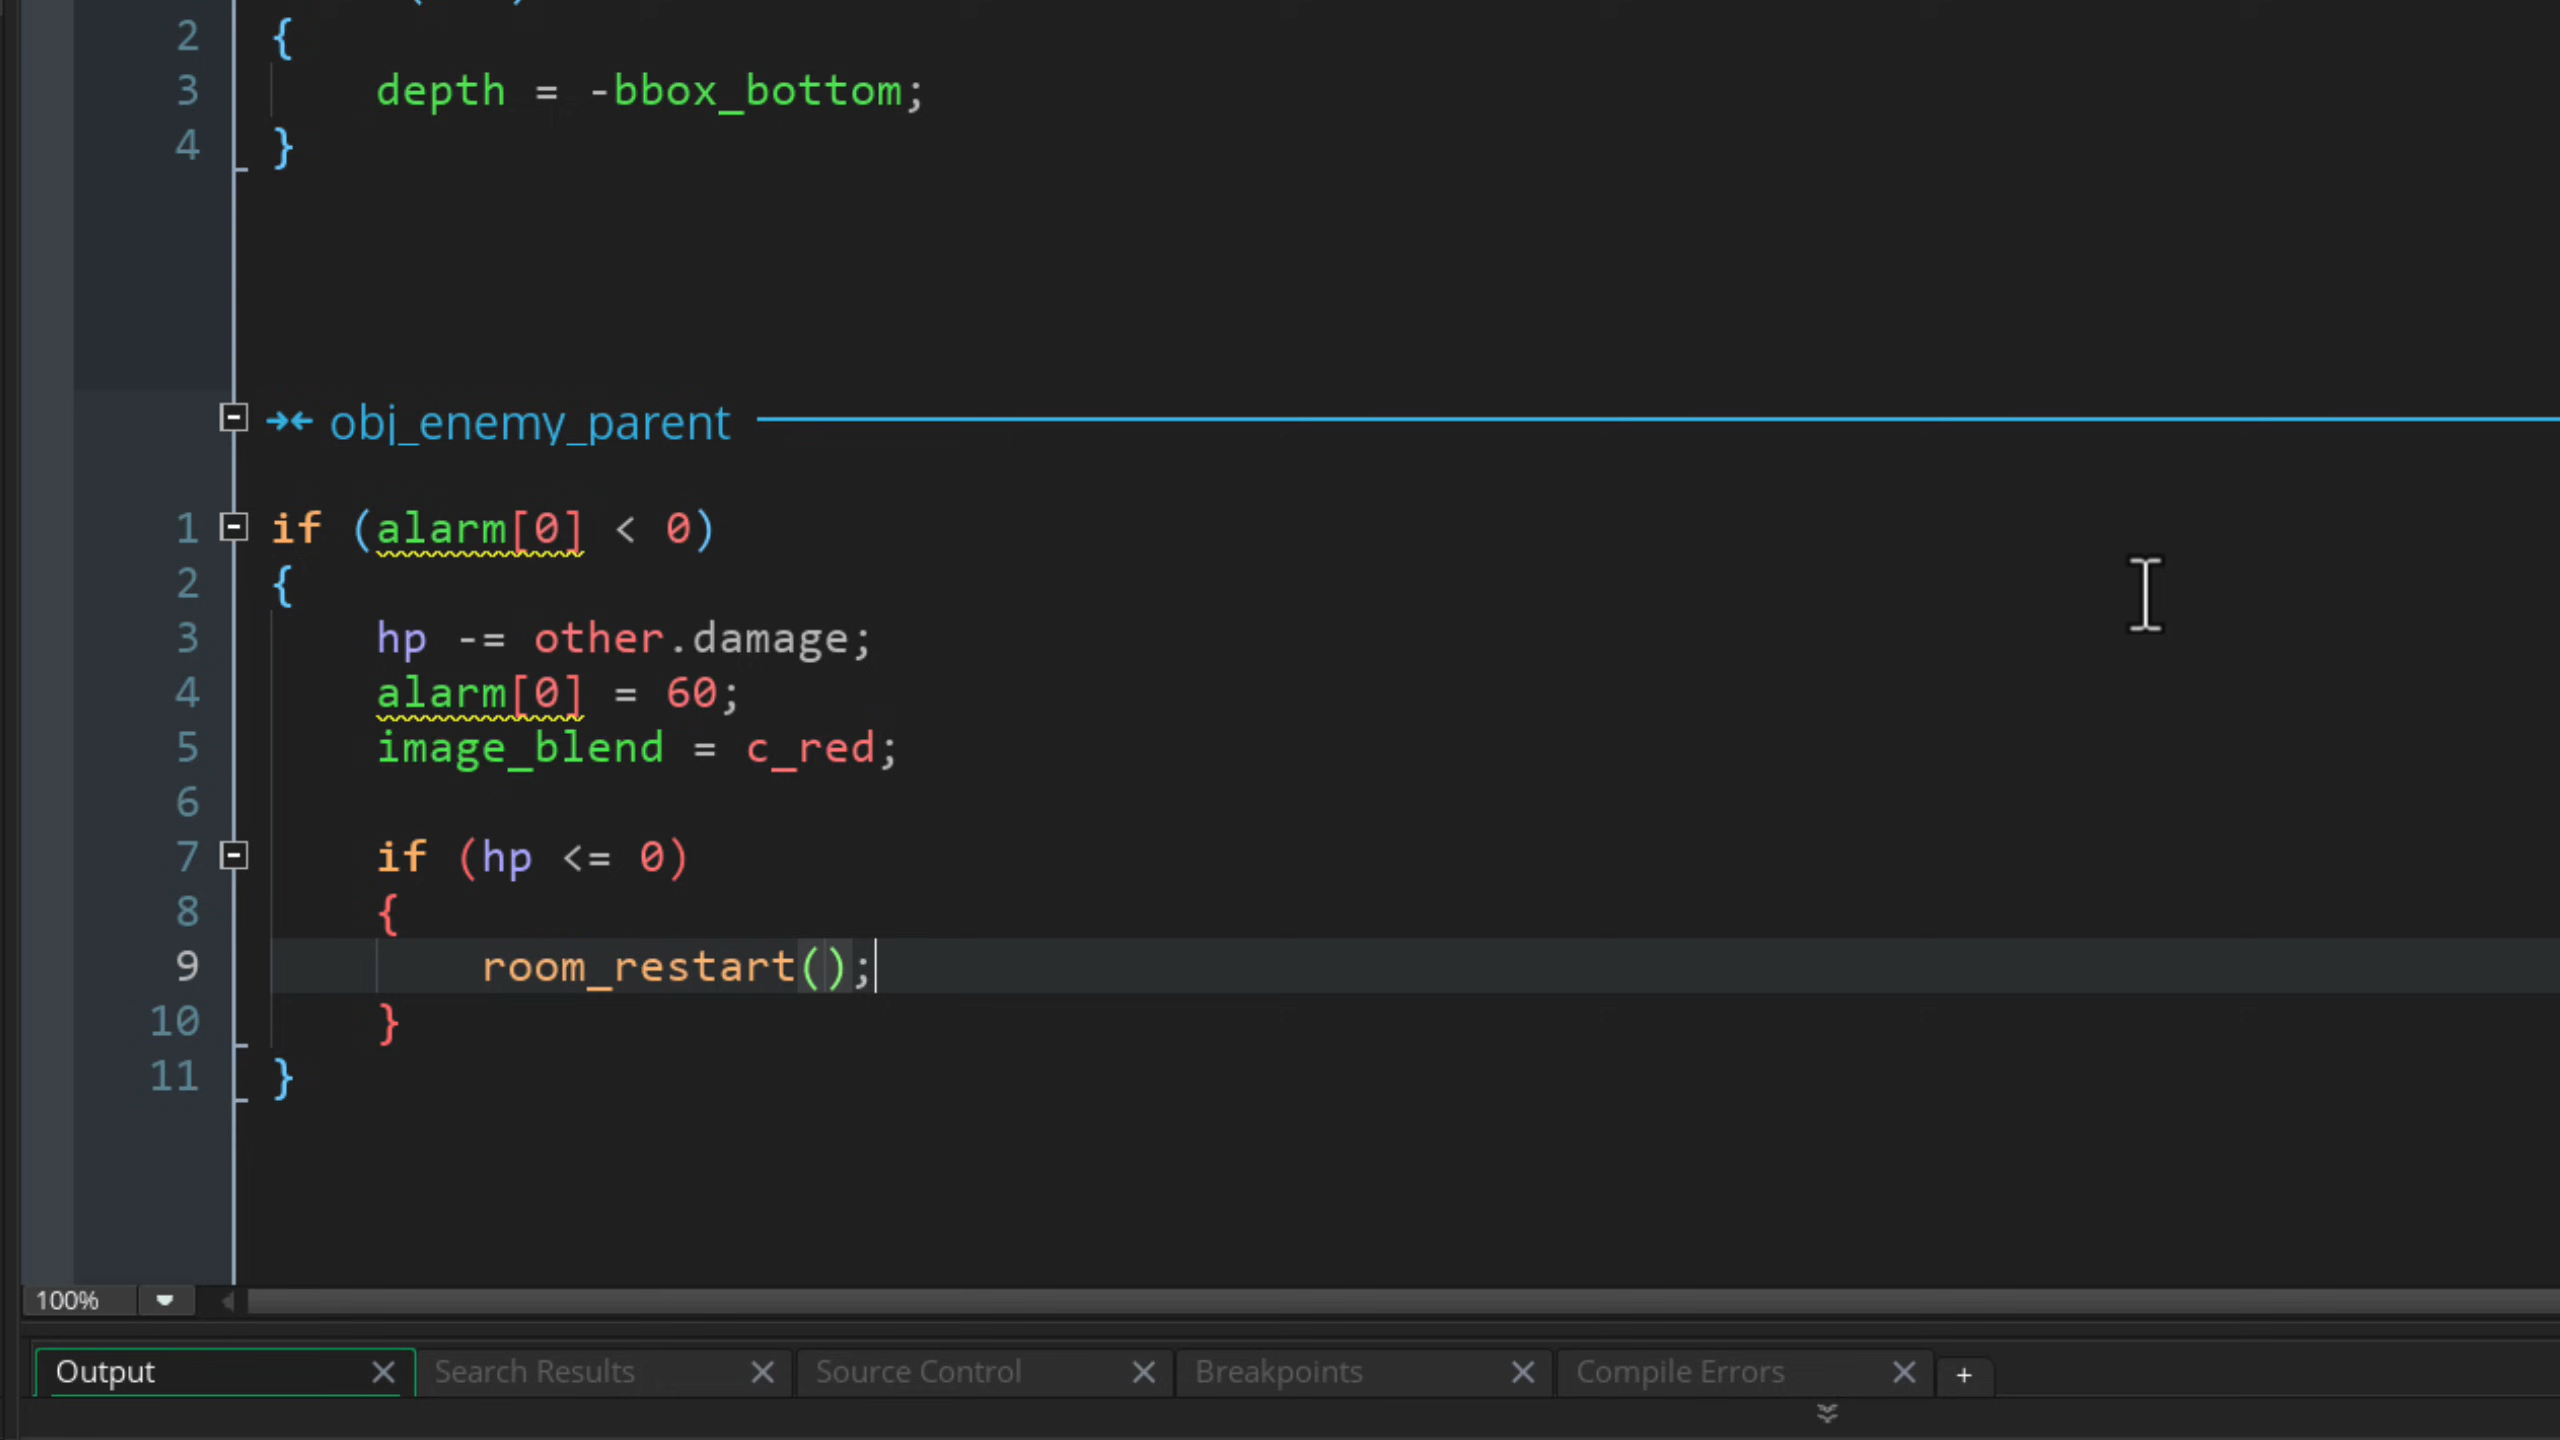 2 {
3 depth = -bbox_bottom;
4 }
obj_enemy_parent
1 if (alarm[0] < 0)
2 {
3 hp -= other.damage;
4 alarm[0] = 60;
5 image_blend = c_red;
6
7 if (hp <= 0)
8 {
9 room_restart();
10 }
11 }
100%
Output Search Results Source Control Breakpoints Compile Errors +